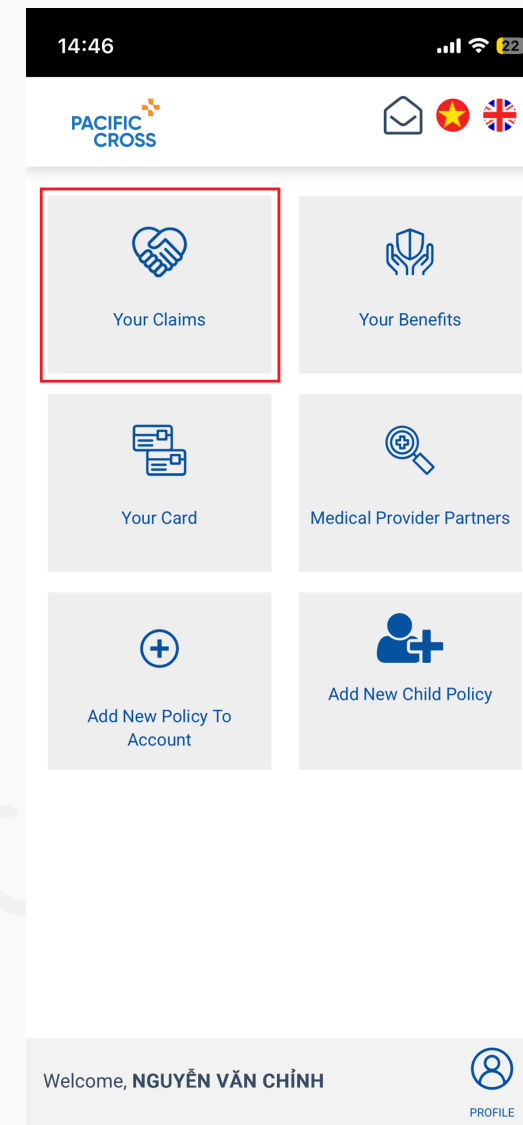 14:46
22
PACIFIC
CROSS
Your Claims
Your Benefits
Your Card
Medical Provider Partners
Add New Policy To
Account
Add New Child Policy
Welcome, NGUYỄN VĂN CHỈNH
PROFILE